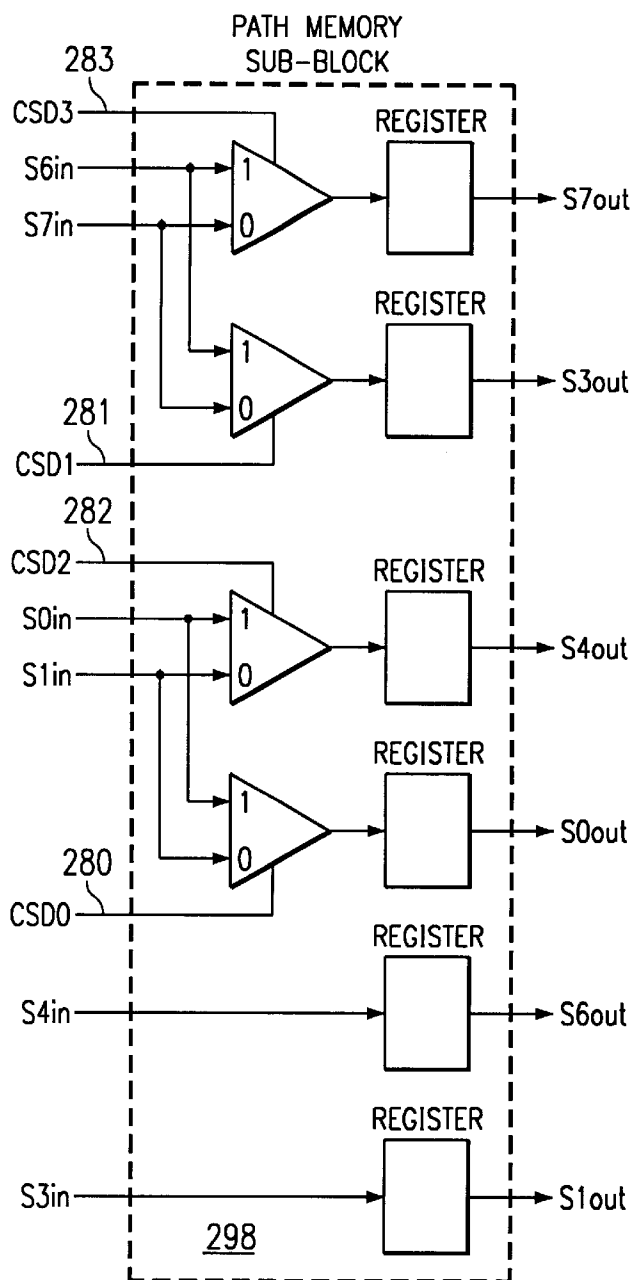 PATH MEMORY
SUB-BLOCK
283
CSD3
REGISTER
S6in
1
S7in
0
S7out
REGISTER
1
0
S3out
281
CSD1
282
CSD2
REGISTER
S0in
1
S1in
0
S4out
REGISTER
1
0
S0out
280
CSD0
REGISTER
S4in
S6out
REGISTER
S3in
S1out
298